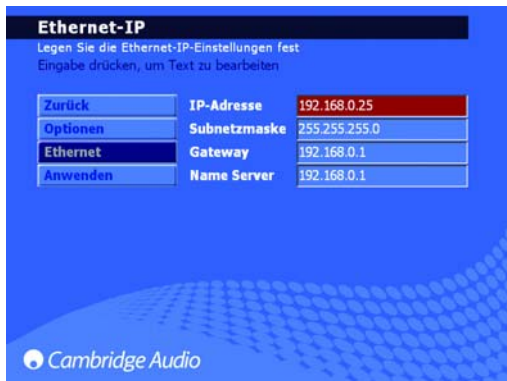 Ethernet-IP
Legen Sie die Ethernet-IP-Einstellungen fest
Eingabe drücken, um Text zu bearbeiten
Zurück IP-Adresse 192.168.0.25
Optionen Subnetzmaske 255.255.255.0
Ethernet Gateway 192.168.0.1
Anwenden Name Server 192.168.0.1
Cambridge Audio